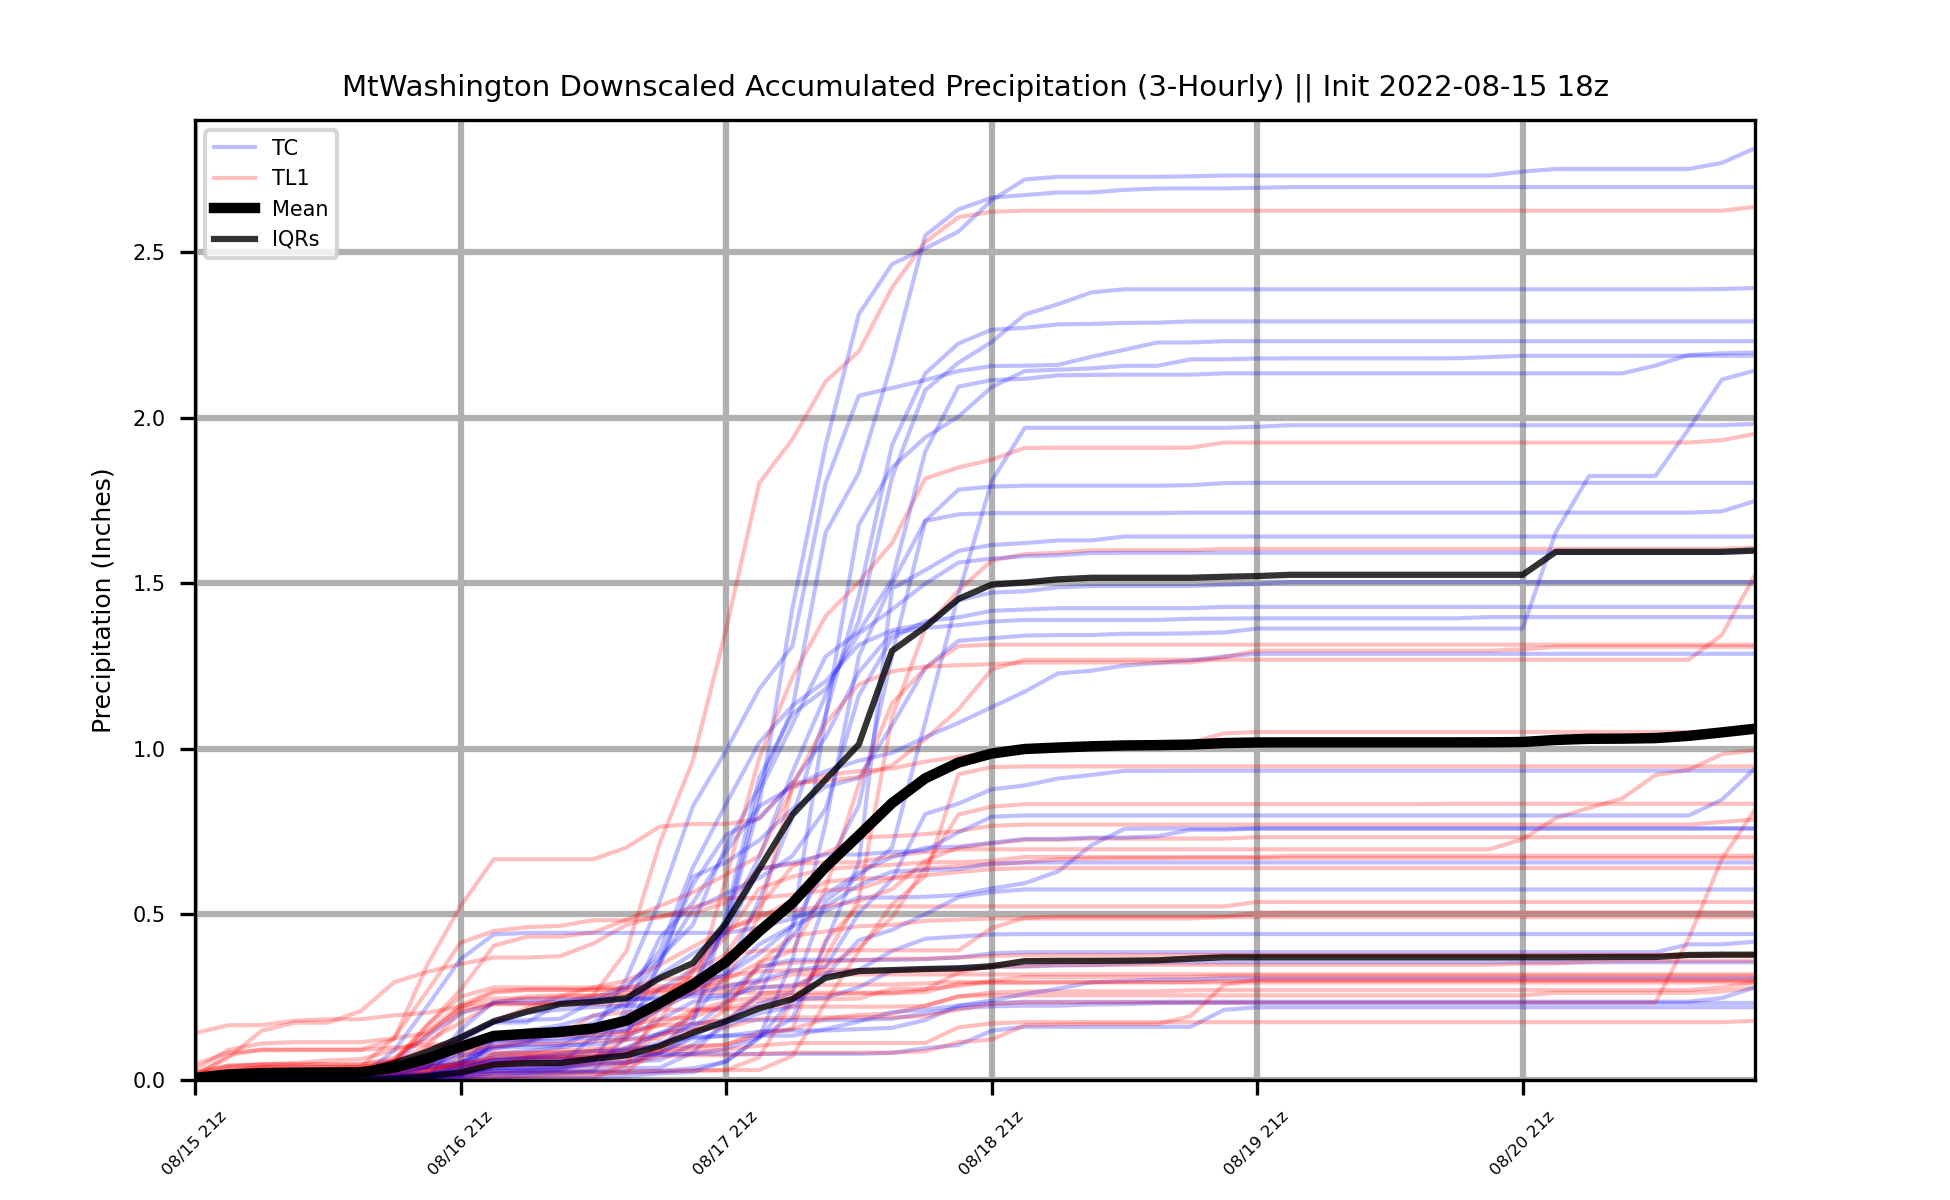 MtWashington Downscaled Accumulated Precipitation (3-Hourly) || Init 2022-08-15 18z
TC
TL1
Mean
IQRs
Precipitation (Inches)
2.5
2.0
1.5
1.0
0.5
0.0
08/15 21z
08/16 21z
08/17 21z
08/18 21z
08/19 21z
08/20 21z